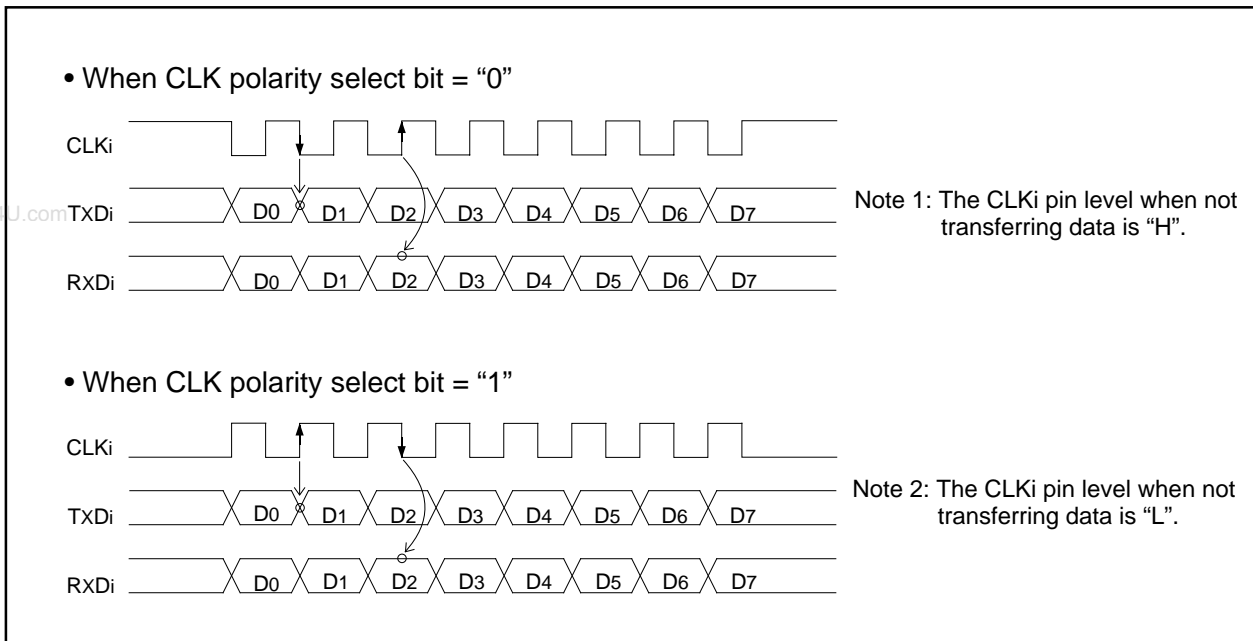 • When CLK polarity select bit = “0”
CLKi
4U.com
TXDi
D0 D1 D2 D3 D4 D5 D6 D7
RXDi
D0 D1 D2 D3 D4 D5 D6 D7
Note 1: The CLKi pin level when not
transferring data is “H”.
• When CLK polarity select bit = “1”
CLKi
TXDi
D0 D1 D2 D3 D4 D5 D6 D7
RXDi
D0 D1 D2 D3 D4 D5 D6 D7
Note 2: The CLKi pin level when not
transferring data is “L”.